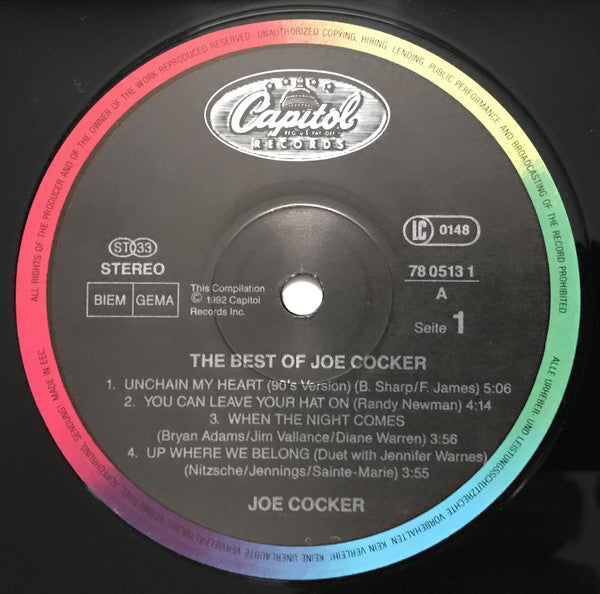 ALL RIGHTS OF THE PRODUCER AND OF THE OWNER OF THE WORK REPRODUCED RESERVED. UNAUTHORIZED COPYING, HIRING, LENDING, PUBLIC PERFORMANCE AND BROADCASTING OF THE RECORD PROHIBITED.
Capitol
REG. U.S. PAT. OFF.
RECORDS
ST 33
STEREO
BIEM GEMA
This Compilation
© 1992 Capitol
Records Inc.
LC 0148
78 0513 1
A
Seite 1
THE BEST OF JOE COCKER
1. UNCHAIN MY HEART (90's Version) (B. Sharp/F. James) 5:06
2. YOU CAN LEAVE YOUR HAT ON (Randy Newman) 4:14
3. WHEN THE NIGHT COMES
(Bryan Adams/Jim Vallance/Diane Warren) 3:56
4. UP WHERE WE BELONG (Duet with Jennifer Warnes)
(Nitzsche/Jennings/Sainte-Marie) 3:55
JOE COCKER
ALLE URHEBER- UND LEISTUNGSSCHUTZRECHTE VORBEHALTEN. KEIN VERLEIH! KEINE UNERLAUBTE VERVIELFÄLTIGUNG, VERMIETUNG, AUFFÜHRUNG, SENDUNG! MADE IN EEC.